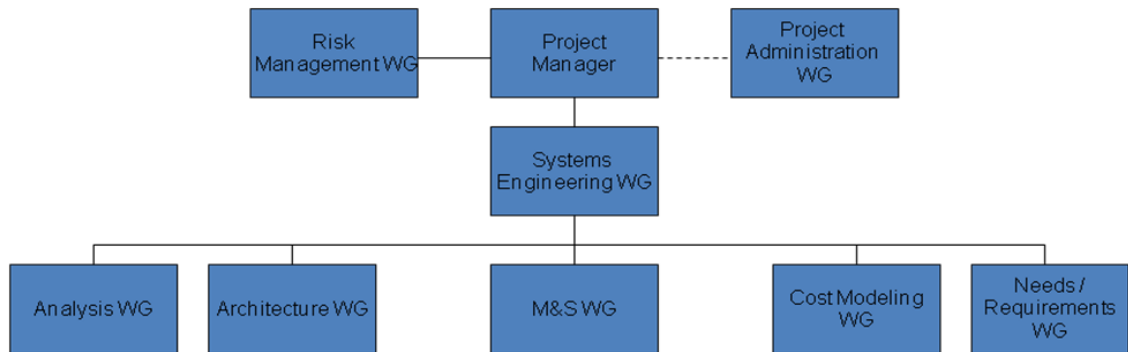 Risk
Management WG
Project
Manager
Project
Administration
WG
Systems
Engineering WG
Analysis WG
Architecture WG
M&S WG
Cost Modeling
WG
Needs /
Requirements
WG